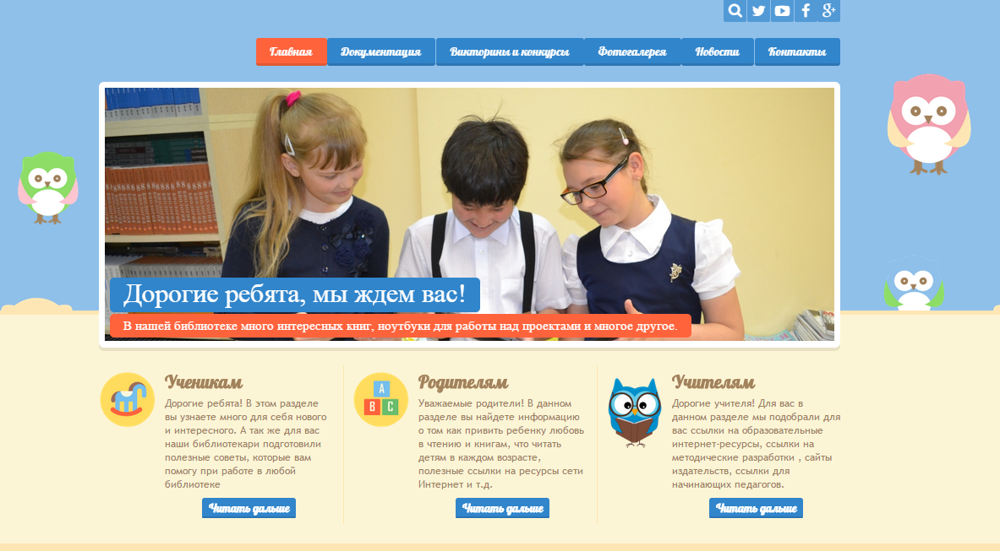 Главная
Документация
Викторины и конкурсы
Фотогалерея
Новости
Контакты
Дорогие ребята, мы ждем вас!
В нашей библиотеке много интересных книг, ноутбуки для работы над проектами и многое другое.
Ученикам
Дорогие ребята! В этом разделе
вы узнаете много для себя нового
и интересного. А так же для вас
наши библиотекари подготовили
полезные советы, которые вам
помогу при работе в любой
библиотеке
Читать дальше
A
B C
Родителям
Уважаемые родители! В данном
разделе вы найдете информацию
о том как привить ребенку любовь
в чтению и книгам, что читать
детям в каждом возрасте,
полезные ссылки на ресурсы сети
Интернет и т.д.
Читать дальше
Учителям
Дорогие учителя! Для вас в
данном разделе мы подобрали для
вас ссылки на образовательные
интернет-ресурсы, ссылки на
методические разработки , сайты
издательств, ссылки для
начинающих педагогов.
Читать дальше